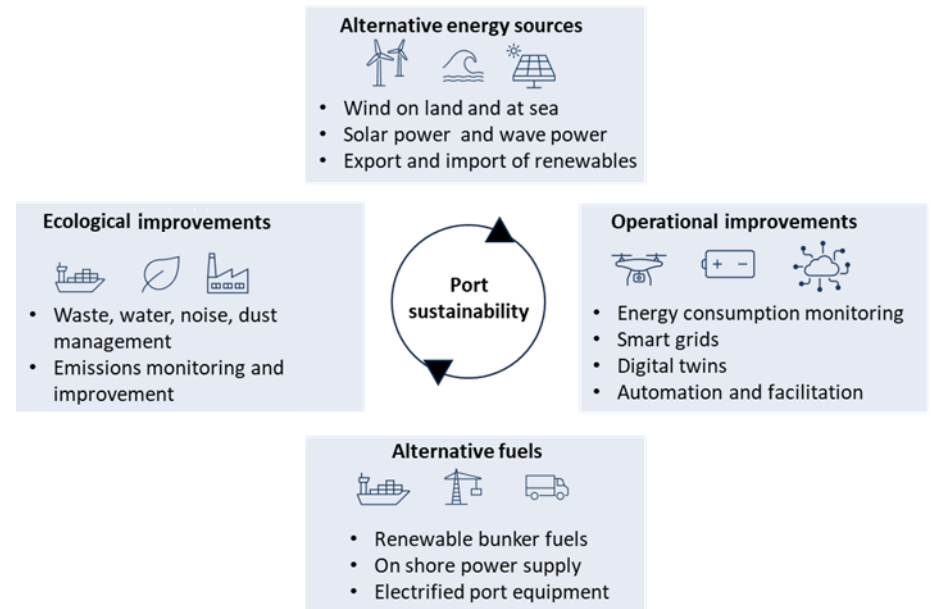 Alternative energy sources
• Wind on land and at sea
• Solar power and wave power
• Export and import of renewables
Ecological improvements
• Waste, water, noise, dust
management
• Emissions monitoring and
improvement
Port
sustainability
Operational improvements
+ −
• Energy consumption monitoring
• Smart grids
• Digital twins
• Automation and facilitation
Alternative fuels
• Renewable bunker fuels
• On shore power supply
• Electrified port equipment